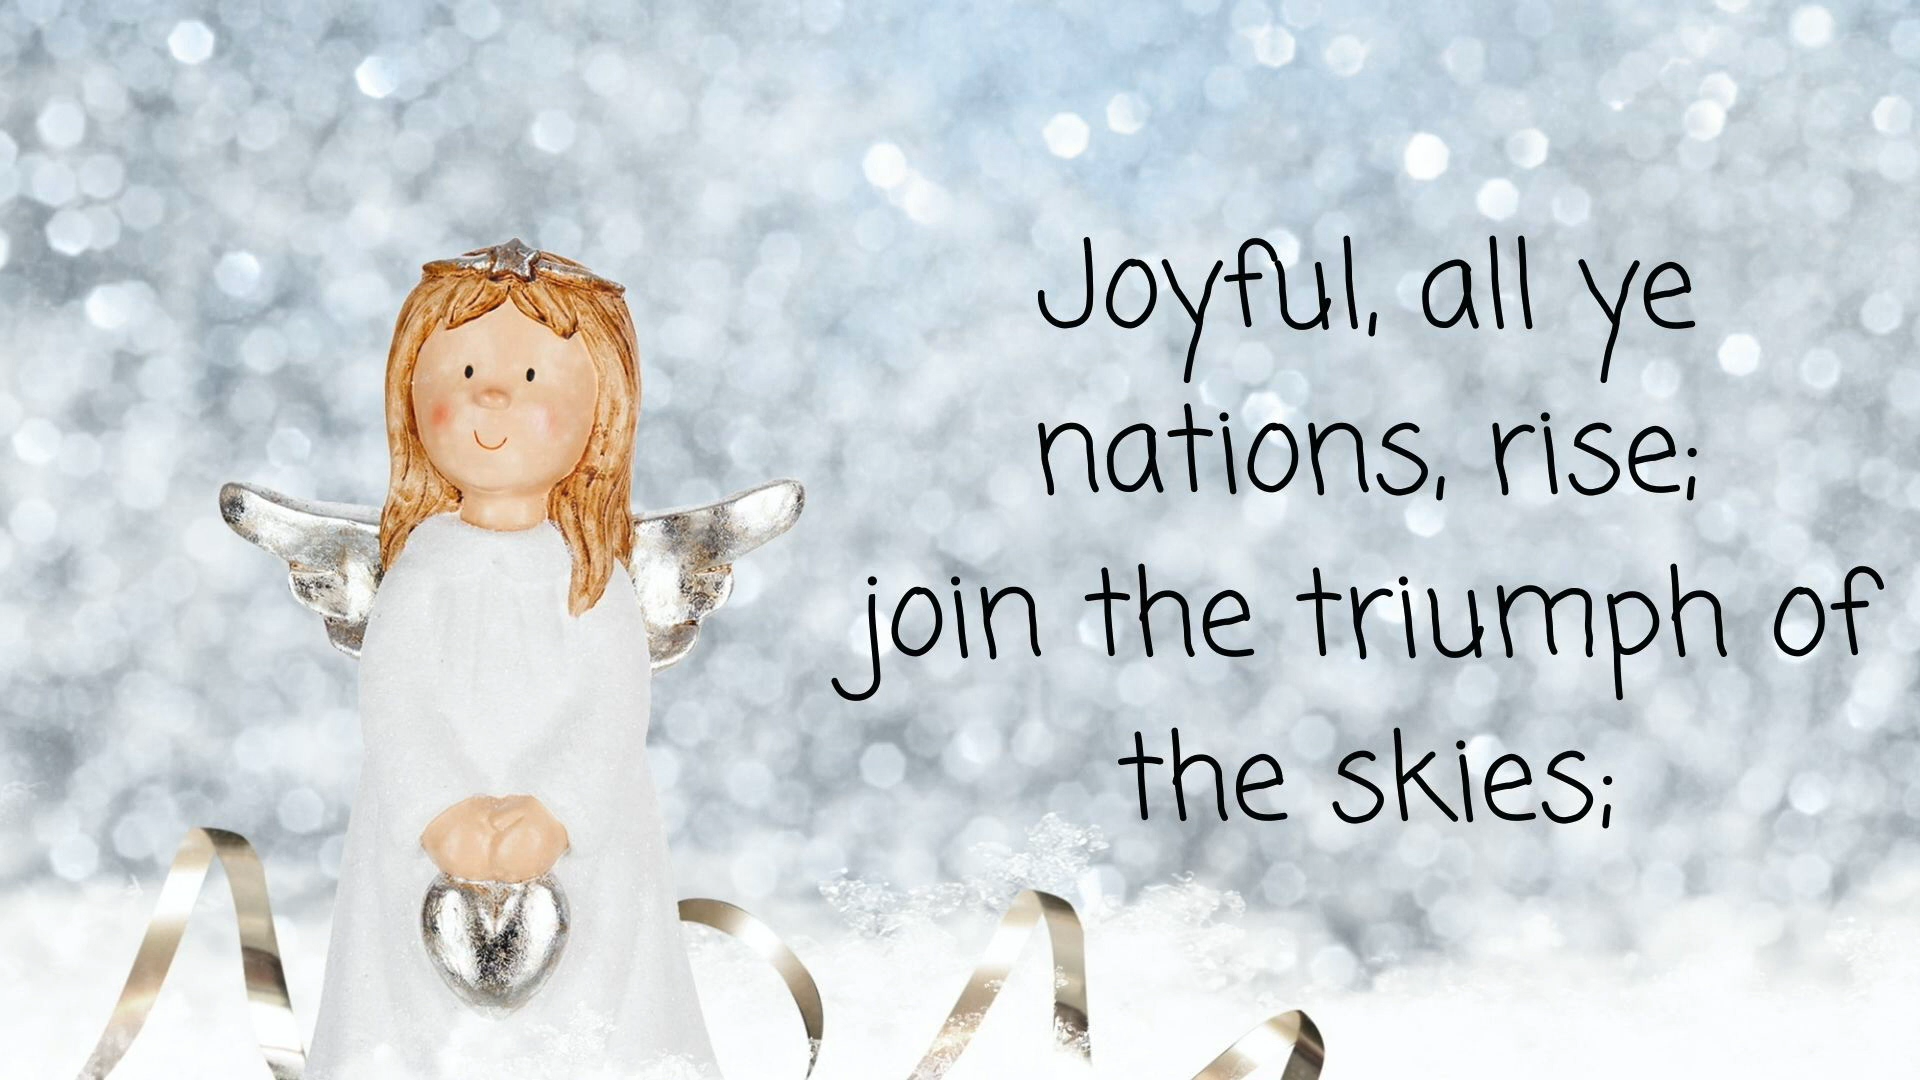 Joyful, all ye
nations, rise;
join the triumph of
the skies;